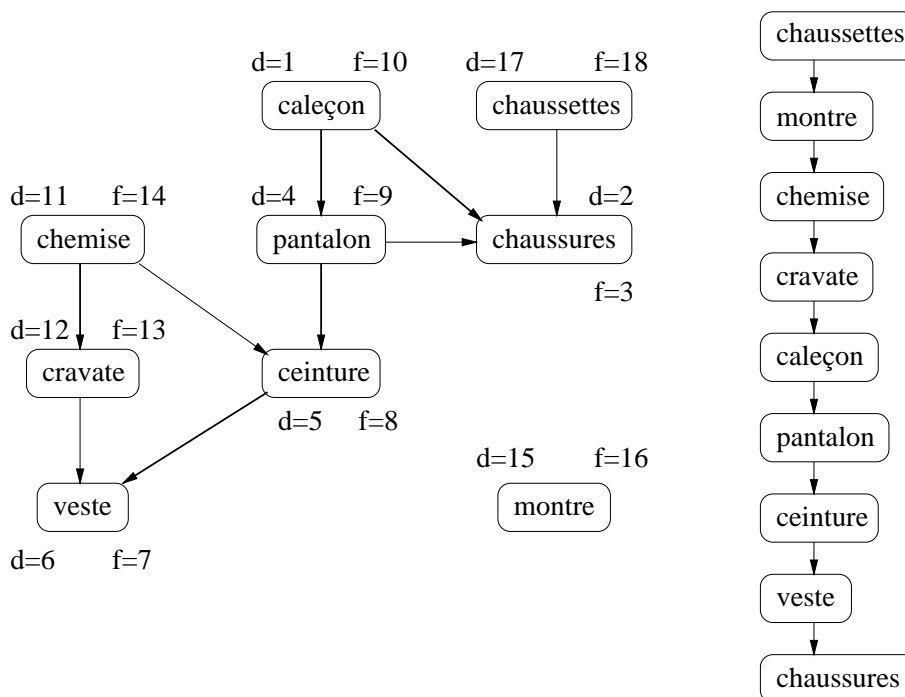 d=1 f=10 d=17 f=18
caleçon chaussettes
d=11 f=14 d=4 f=9 d=2
chemise pantalon chaussures
f=3
d=12 f=13
cravate ceinture
d=5 f=8
d=15 f=16
veste montre
d=6 f=7
chaussettes
montre
chemise
cravate
caleçon
pantalon
ceinture
veste
chaussures